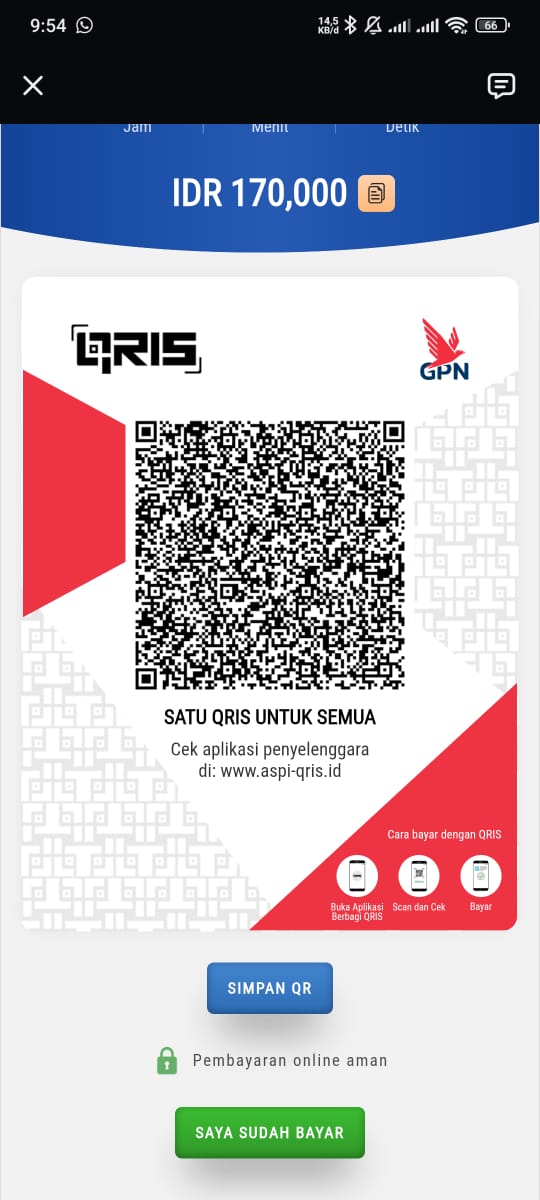 9:54
14,5
KB/d
66
Jam
Menit
Detik
IDR 170,000
QRIS
GPN
SATU QRIS UNTUK SEMUA
Cek aplikasi penyelenggara
di: www.aspi-qris.id
Cara bayar dengan QRIS
Buka Aplikasi
Berbagi QRIS
Scan dan Cek
Bayar
SIMPAN QR
Pembayaran online aman
SAYA SUDAH BAYAR